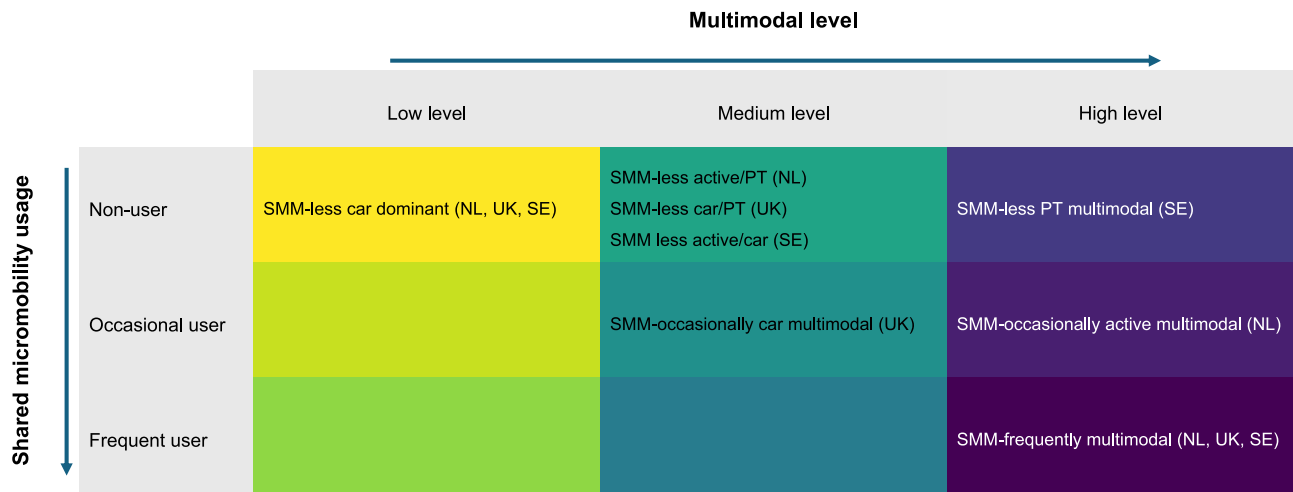 Multimodal level
Low level
Medium level
High level
Shared micromobility usage
Non-user
SMM-less car dominant (NL, UK, SE)
SMM-less active/PT (NL)
SMM-less car/PT (UK)
SMM less active/car (SE)
SMM-less PT multimodal (SE)
Occasional user
SMM-occasionally car multimodal (UK)
SMM-occasionally active multimodal (NL)
Frequent user
SMM-frequently multimodal (NL, UK, SE)